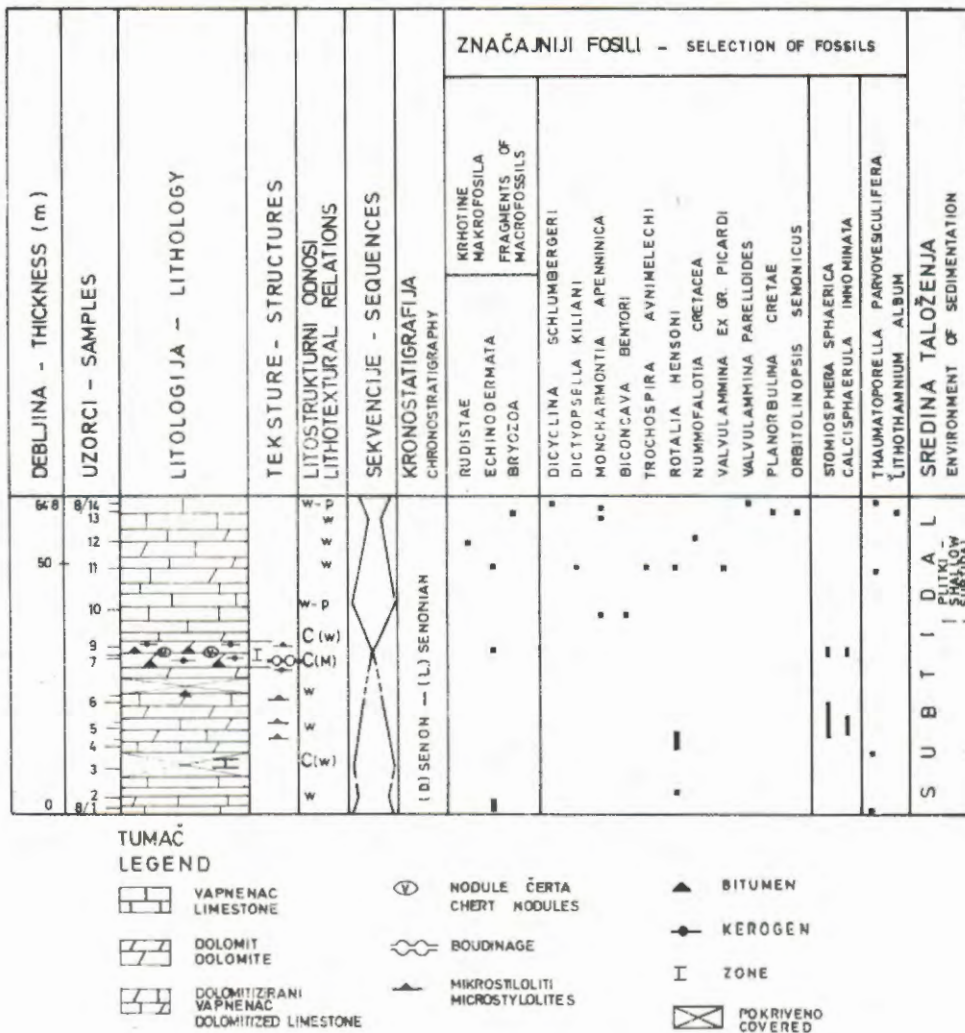 ZNAČAJNIJI FOSILI - SELECTION OF FOSSILS
DEBLJINA - THICKNESS (m)
UZORCI - SAMPLES
LITOLOGIJA - LITHOLOGY
TEKSTURE - STRUCTURES
LITOSTRUKTURNI ODNOSI
LITHOTEXTURAL RELATIONS
SEKVENCIJE - SEQUENCES
KRONOSTATIGRAFIJA
CHRONOSTRATIGRAPHY
KRHOTINE
MAKROFOSILA
FRAGMENTS OF
MACROFOSSILS
RUDISTAE
ECHINODERMATA
BRYOZOA
DICYCLINA SCHLUMBERGERI
DICTYOPSELLA KILIANI
MONCHARMONTIA APENNINICA
BICONCAVA BENTORI
TROCHOSPIRA AVNIMELECHI
ROTALIA HENSONI
NUMMOFALOTIA CRETACEA
VALVULAMMINA EX GR. PICARDI
VALVULAMMINA PARELLOIDES
PLANORBULINA CRETAE
ORBITOLINOPSIS SENONICUS
STOMIOSPHERA SPHAERICA
CALCISPHAERULA INNOMINATA
THAUMATOPORELLA PARVOVESICULIFERA
LITHOTHAMNIUM ALBUM
SREDINA TALOŽENJA
ENVIRONMENT OF SEDIMENTATION
64'8 8/14 w-p
13 w
12 w
50 11 w
10 w-p
C(w)
9
7 C(M)
6 w
5 w
4
3 C(w)
2 w
0 8/1
(D) SENON - (L.) SENONIAN
SUBTIDAL
PLITKI -
SHALLOW
SUBTIDAL
TUMAČ
LEGEND
VAPNENAC
LIMESTONE
DOLOMIT
DOLOMITE
DOLOMITIZIRANI
VAPNENAC
DOLOMITIZED LIMESTONE
NODULE ČERTA
CHERT NODULES
BOUDINAGE
MIKROSTILOLITI
MICROSTYLOLITES
BITUMEN
KEROGEN
ZONE
POKRIVENO
COVERED